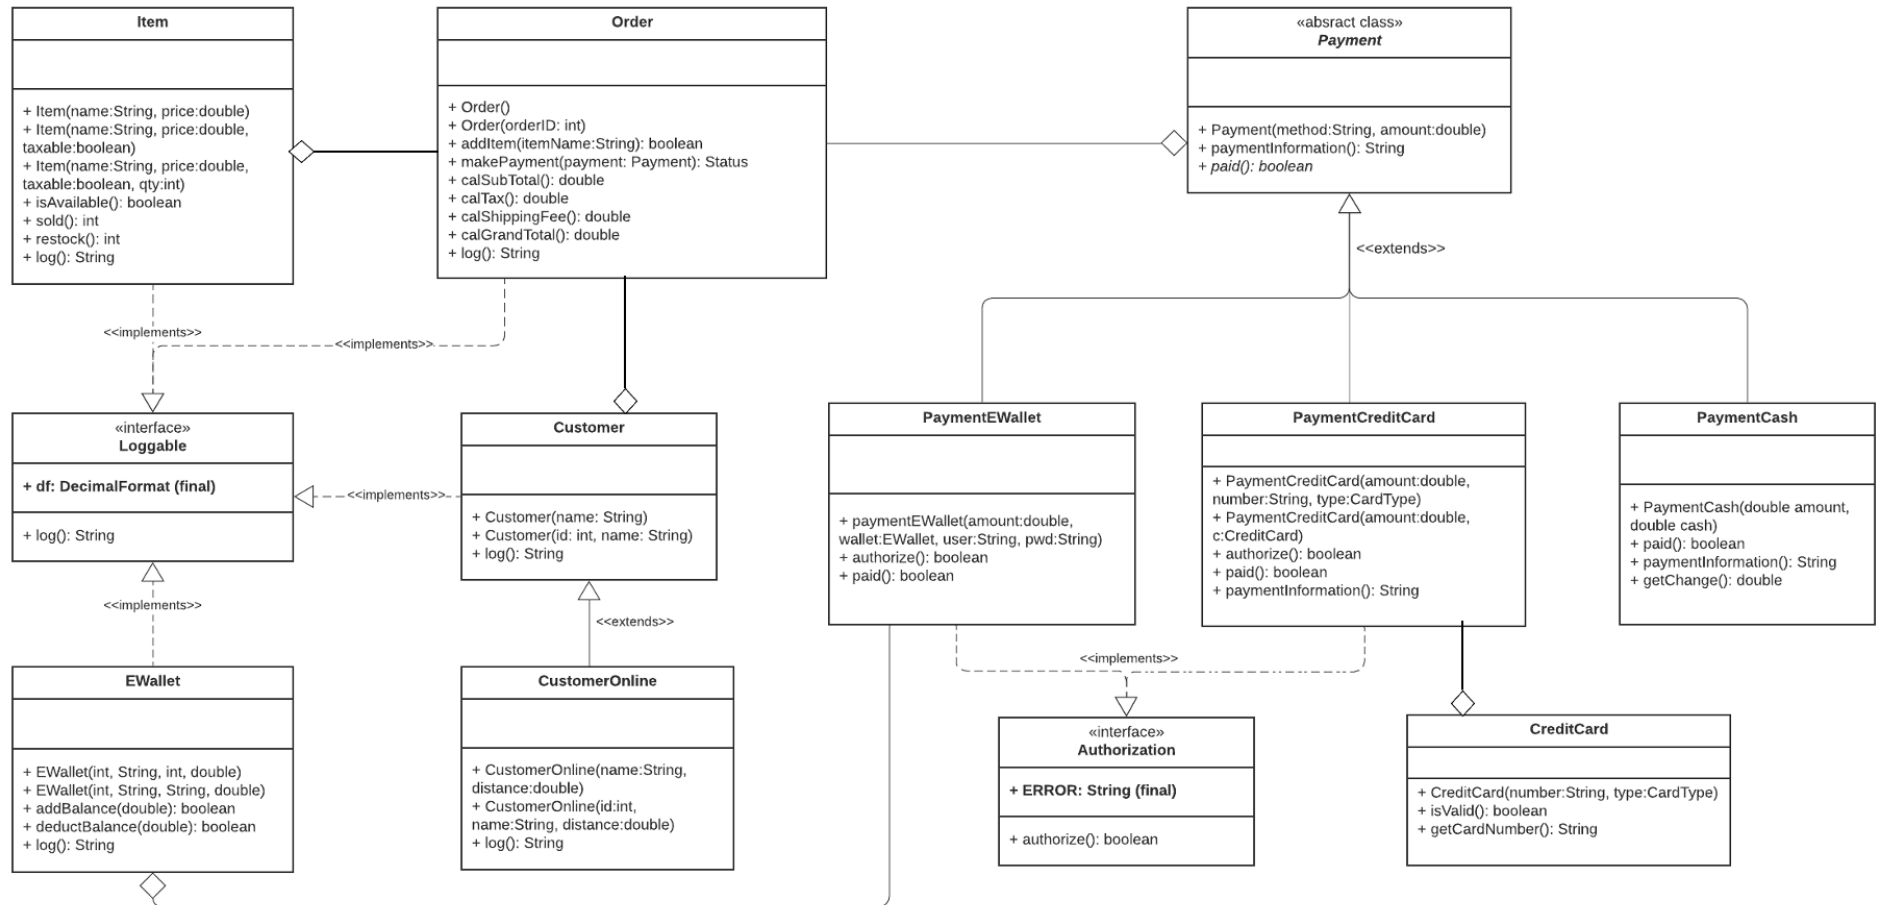 Item
+ Item(name:String, price:double)
+ Item(name:String, price:double,
taxable:boolean)
+ Item(name:String, price:double,
taxable:boolean, qty:int)
+ isAvailable(): boolean
+ sold(): int
+ restock(): int
+ log(): String
Order
+ Order()
+ Order(orderID: int)
+ addItem(itemName:String): boolean
+ makePayment(payment: Payment): Status
+ calSubTotal(): double
+ calTax(): double
+ calShippingFee(): double
+ calGrandTotal(): double
+ log(): String
«absract class»
Payment
+ Payment(method:String, amount:double)
+ paymentInformation(): String
+ paid(): boolean
<<extends>>
<<implements>>
<<implements>>
«interface»
Loggable
+ df: DecimalFormat (final)
+ log(): String
<<implements>>
Customer
+ Customer(name: String)
+ Customer(id: int, name: String)
+ log(): String
PaymentEWallet
+ paymentEWallet(amount:double,
wallet:EWallet, user:String, pwd:String)
+ authorize(): boolean
+ paid(): boolean
PaymentCreditCard
+ PaymentCreditCard(amount:double,
number:String, type:CardType)
+ PaymentCreditCard(amount:double,
c:CreditCard)
+ authorize(): boolean
+ paid(): boolean
+ paymentInformation(): String
PaymentCash
+ PaymentCash(double amount,
double cash)
+ paid(): boolean
+ paymentInformation(): String
+ getChange(): double
<<implements>>
<<extends>>
<<implements>>
EWallet
+ EWallet(int, String, int, double)
+ EWallet(int, String, String, double)
+ addBalance(double): boolean
+ deductBalance(double): boolean
+ log(): String
CustomerOnline
+ CustomerOnline(name:String,
distance:double)
+ CustomerOnline(id:int,
name:String, distance:double)
+ log(): String
«interface»
Authorization
+ ERROR: String (final)
+ authorize(): boolean
CreditCard
+ CreditCard(number:String, type:CardType)
+ isValid(): boolean
+ getCardNumber(): String